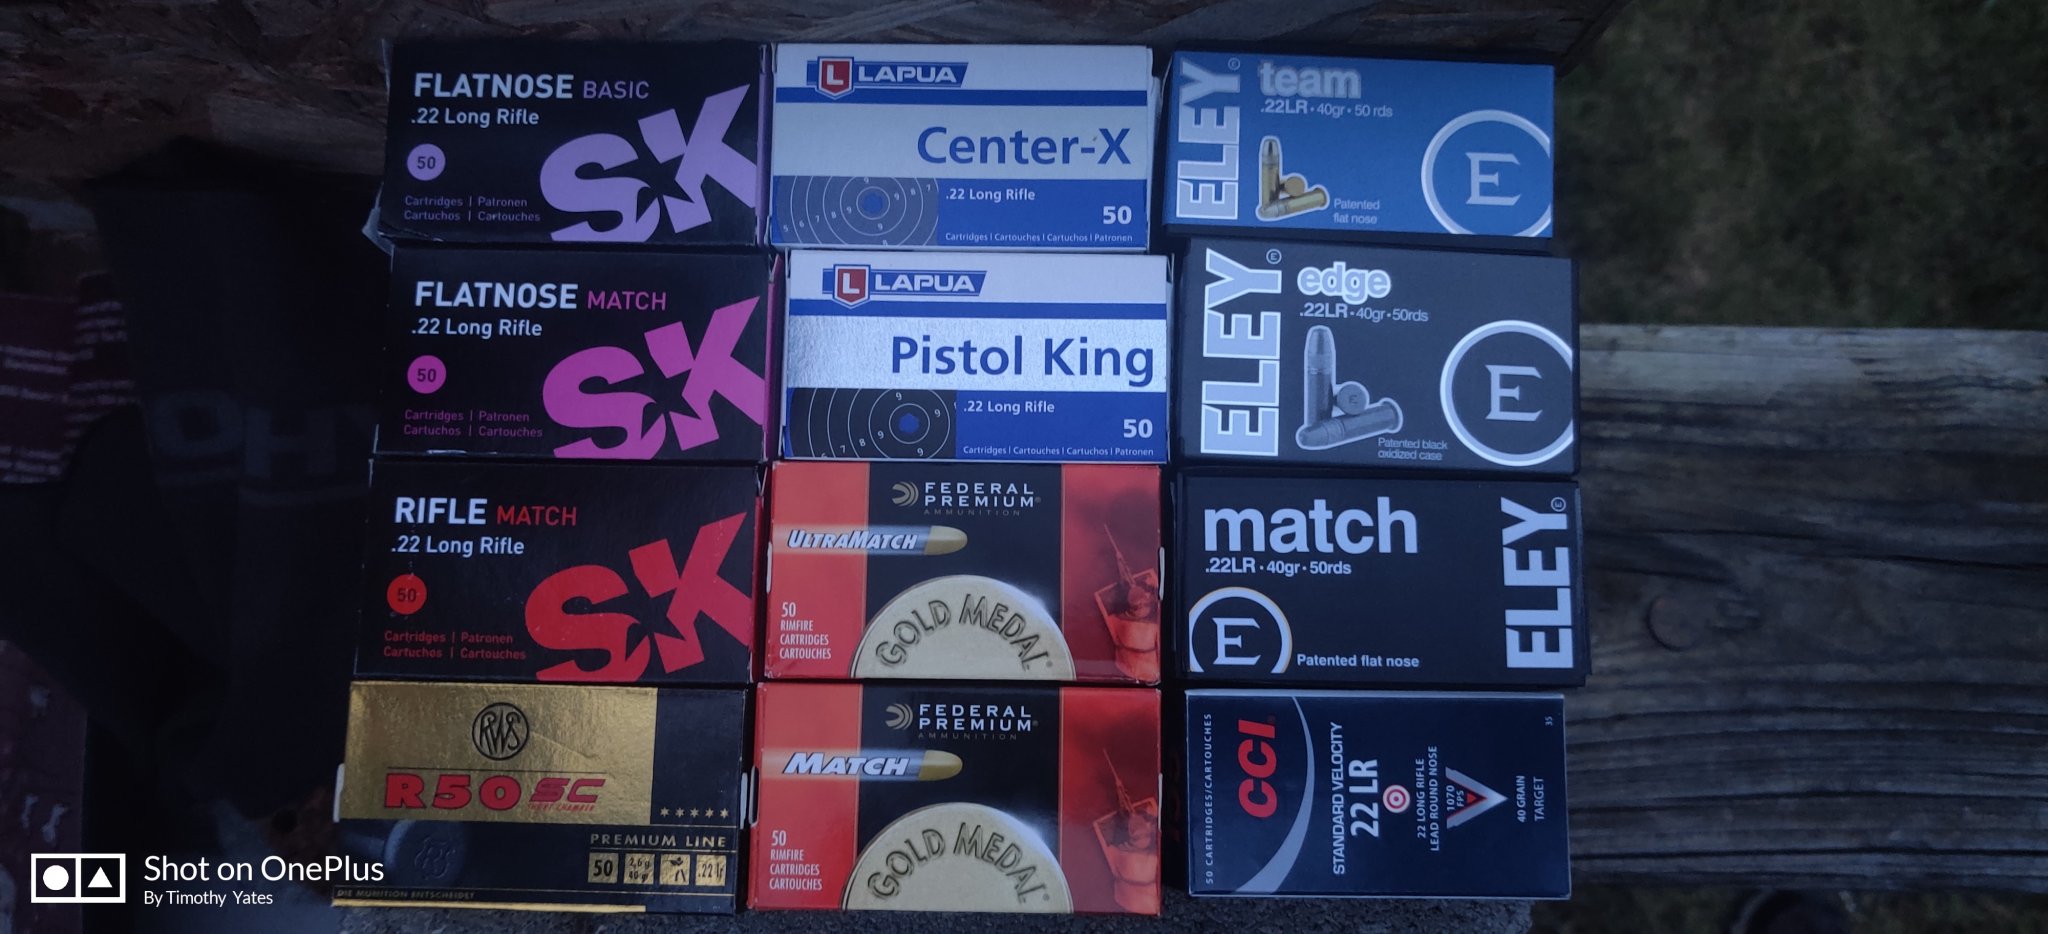 FLATNOSE BASIC
.22 Long Rifle
50
Cartridges | Patronen
Cartuchos | Cartouches
SK
LAPUA
Center-X
.22 Long Rifle
50
Cartridges | Cartouches | Cartuchos | Patronen
ELEY
team
.22LR • 40gr • 50 rds
Patented
flat nose
E
FLATNOSE MATCH
.22 Long Rifle
50
Cartridges | Patronen
Cartuchos | Cartouches
SK
LAPUA
Pistol King
.22 Long Rifle
50
Cartridges | Cartouches | Cartuchos | Patronen
ELEY
edge
.22LR • 40gr • 50rds
Patented black
oxidized case
E
RIFLE MATCH
.22 Long Rifle
50
Cartridges | Patronen
Cartuchos | Cartouches
SK
FEDERAL
PREMIUM®
AMMUNITION
ULTRAMATCH
50
RIMFIRE
CARTRIDGES
CARTOUCHES
GOLD MEDAL®
match
.22LR • 40gr • 50rds
E
Patented flat nose
ELEY
RWS
R50 SC
PREMIUM LINE
50
DIE MUNITION ENTSCHEIDET
FEDERAL
PREMIUM®
AMMUNITION
MATCH
50
RIMFIRE
CARTRIDGES
CARTOUCHES
GOLD MEDAL®
50 CARTRIDGES/CARTOUCHES
CCI
STANDARD VELOCITY
22 LR
22 LONG RIFLE
LEAD ROUND NOSE
1070
FPS
40 GRAIN
TARGET
35
Shot on OnePlus
By Timothy Yates